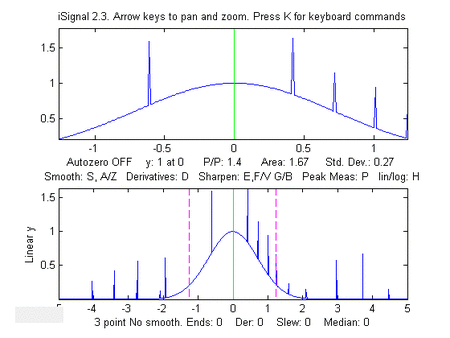 iSignal 2.3. Arrow keys to pan and zoom. Press K for keyboard commands
1.5
1
0.5
-1 -0.5 0 0.5 1
Autozero OFF y: 1 at 0 P/P: 1.4 Area: 1.67 Std. Dev.: 0.27
Smooth: S, A/Z Derivatives: D Sharpen: E,F/V G/B Peak Meas: P lin/log: H
1.5
1
0.5
Linear y
-5 -4 -3 -2 -1 0 1 2 3 4 5
3 point No smooth. Ends: 0 Der: 0 Slew: 0 Median: 0